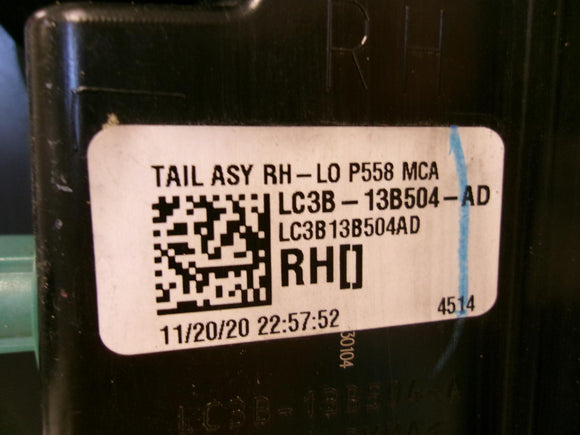 RH
TAIL ASY RH-LO P558 MCA
LC3B-13B504-AD
LC3B13B504AD
RH[]
11/20/20 22:57:52
4514
30104